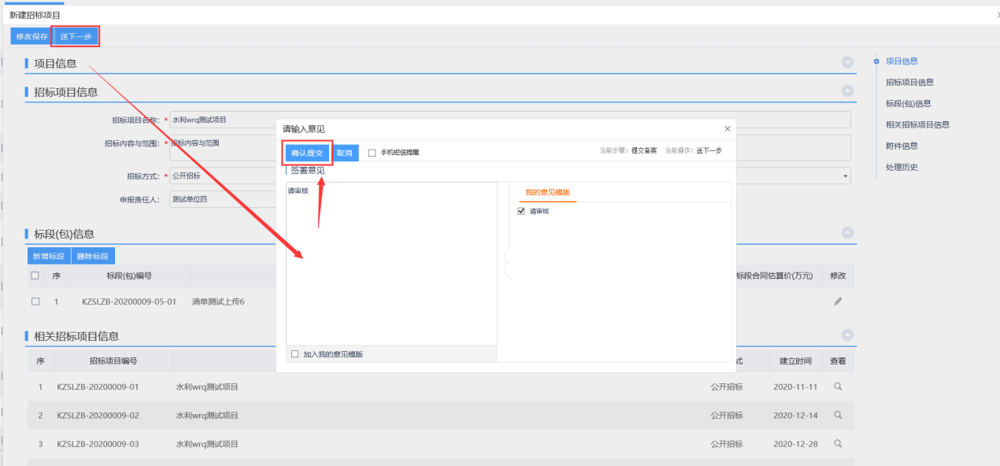 新建招标项目
修改保存 送下一步
项目信息
招标项目信息
招标项目名称: * 水利wrq测试项目
招标内容与范围: * 招标内容与范围
招标方式: * 公开招标
申报责任人: 测试单位四
标段(包)信息
新增标段 删除标段
序 标段(包)编号 标段合同估算价(万元) 修改
1 KZSLZB-20200009-05-01 清单测试上传6
相关招标项目信息
序 招标项目编号 式 建立时间 查看
1 KZSLZB-20200009-01 水利wrq测试项目 公开招标 2020-11-11
2 KZSLZB-20200009-02 水利wrq测试项目 公开招标 2020-12-14
3 KZSLZB-20200009-03 水利wrq测试项目 公开招标 2020-12-28
请输入意见
确认提交 取消 手机短信提醒 当前步骤: 提交备案 当前操作: 送下一步
签署意见
请审核
我的意见模版
请审核
加入我的意见模版
项目信息
招标项目信息
标段(包)信息
相关招标项目信息
附件信息
处理历史